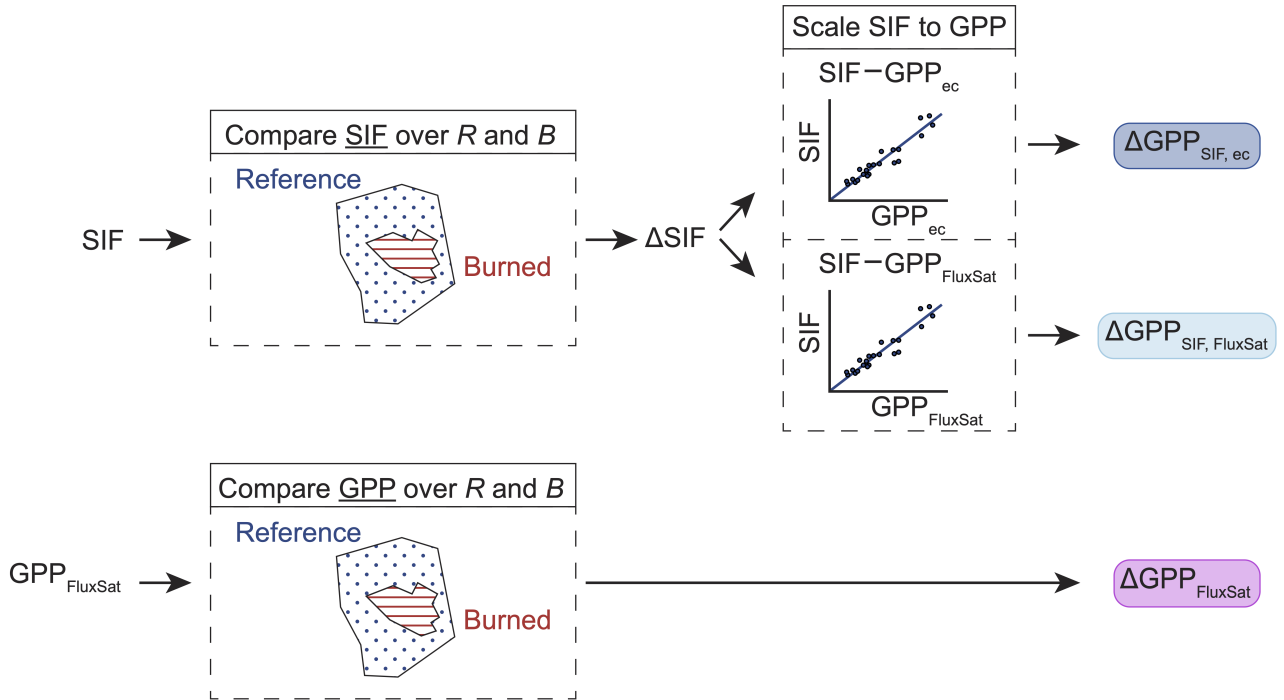 Scale SIF to GPP
SIF−GPPec
SIF
GPPec
ΔGPPSIF, ec
Compare SIF over R and B
Reference
Burned
SIF
ΔSIF
SIF−GPPFluxSat
SIF
GPPFluxSat
ΔGPPSIF, FluxSat
Compare GPP over R and B
Reference
Burned
GPPFluxSat
ΔGPPFluxSat